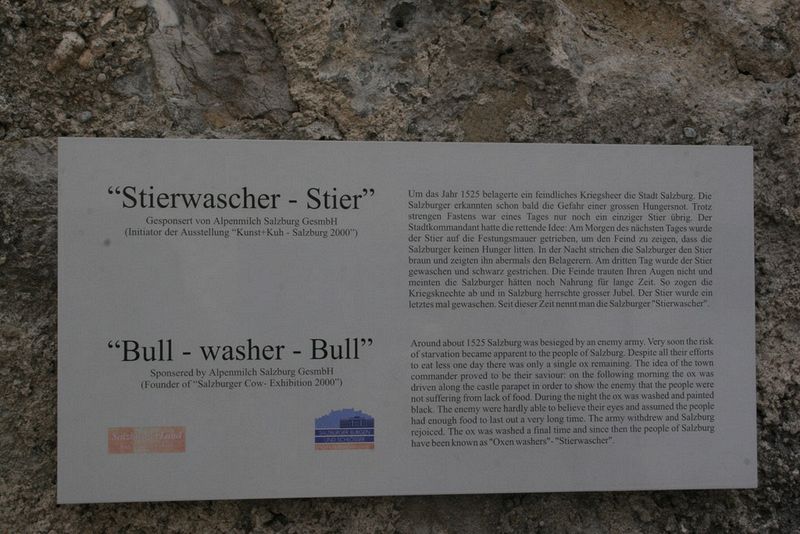 “Stierwascher - Stier”
Gesponsert von Alpenmilch Salzburg GesmbH
(Initiator der Ausstellung “Kunst+Kuh - Salzburg 2000”)
Um das Jahr 1525 belagerte ein feindliches Kriegsheer die Stadt Salzburg. Die
Salzburger erkannten schon bald die Gefahr einer grossen Hungersnot. Trotz
strengen Fastens war eines Tages nur noch ein einziger Stier übrig. Der
Stadtkommandant hatte die rettende Idee: Am Morgen des nächsten Tages wurde
der Stier auf die Festungsmauer getrieben, um den Feind zu zeigen, dass die
Salzburger keinen Hunger litten. In der Nacht strichen die Salzburger den Stier
braun und zeigten ihn abermals den Belagerern. Am dritten Tag wurde der Stier
gewaschen und schwarz gestrichen. Die Feinde trauten Ihren Augen nicht und
meinten die Salzburger hätten noch Nahrung für lange Zeit. So zogen die
Kriegsknechte ab und in Salzburg herrschte grosser Jubel. Der Stier wurde ein
letztes mal gewaschen. Seit dieser Zeit nennt man die Salzburger "Stierwascher".
“Bull - washer - Bull”
Sponsered by Alpenmilch Salzburg GesmbH
(Founder of “Salzburger Cow- Exhibition 2000”)
Around about 1525 Salzburg was besieged by an enemy army. Very soon the risk
of starvation became apparent to the people of Salzburg. Despite all their efforts
to eat less one day there was only a single ox remaining. The idea of the town
commander proved to be their saviour: on the following morning the ox was
driven along the castle parapet in order to show the enemy that the people were
not suffering from lack of food. During the night the ox was washed and painted
black. The enemy were hardly able to believe their eyes and assumed the people
had enough food to last out a very long time. The army withdrew and Salzburg
rejoiced. The ox was washed a final time and since then the people of Salzburg
have been known as "Oxen washers"- "Stierwascher".
SalzburgerLand
SALZBURGER BURGEN
UND SCHLÖSSER